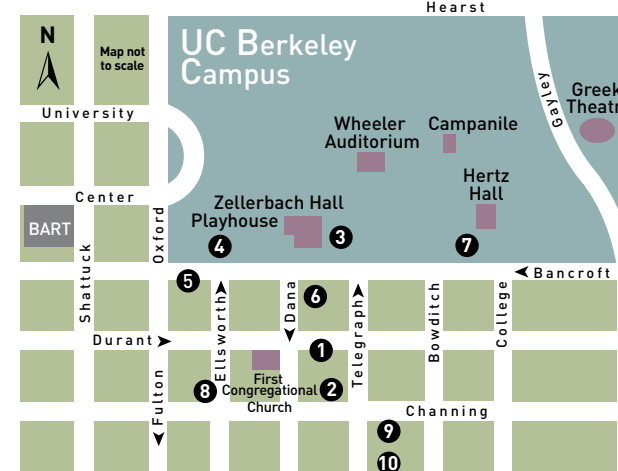 Hearst
N
Map not
to scale
UC Berkeley
Campus
Gayley
Greek
Theatr
University
Wheeler
Auditorium
Campanile
Hertz
Hall
Center
BART
Zellerbach Hall
Playhouse
3
4
7
Oxford
Shattuck
Bancroft
5
6
Ellsworth
Dana
Telegraph
Bowditch
College
Durant
1
First
Congregational
Church
8
2
Fulton
Channing
9
10